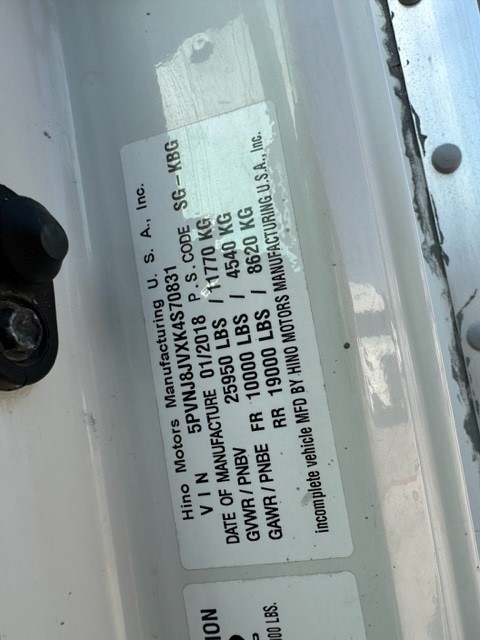 Hino Motors Manufacturing U. S. A., Inc.
VIN 5PVNJ8JVXK4S70831
DATE OF MANUFACTURE 01/2018 P.S.CODE SG-KBG
GVWR / PNBV 25950 LBS / 11770 KG
GAWR / PNBE FR 10000 LBS / 4540 KG
RR 19000 LBS / 8620 KG
incomplete vehicle MFD BY HINO MOTORS MANUFACTURING U.S.A., Inc.